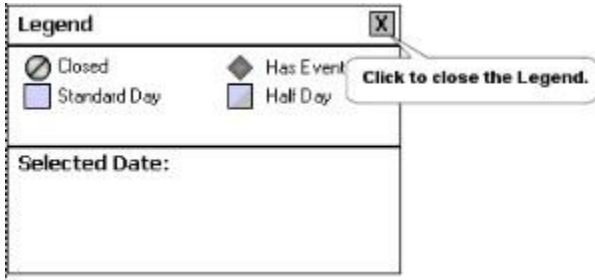 Legend X
Closed Has Event
Click to close the Legend.
Standard Day Half Day
Selected Date: